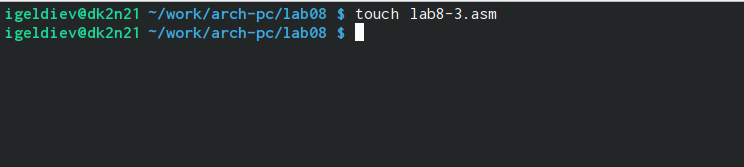 igeldiev@dk2n21 ~/work/arch-pc/lab08 $ touch lab8-3.asm
igeldiev@dk2n21 ~/work/arch-pc/lab08 $